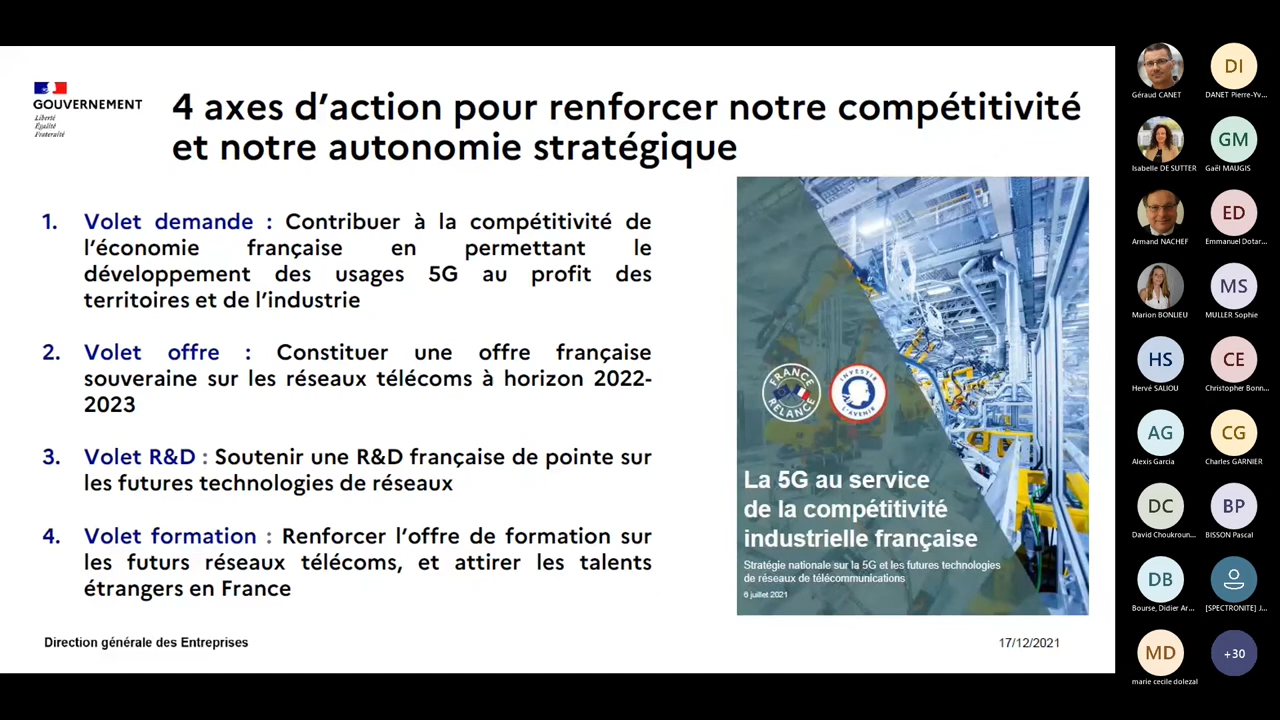 GOUVERNEMENT
Liberté
Égalité
Fraternité
4 axes d'action pour renforcer notre compétitivité
et notre autonomie stratégique
1. Volet demande : Contribuer à la compétitivité de
l'économie française en permettant le
développement des usages 5G au profit des
territoires et de l'industrie
2. Volet offre : Constituer une offre française
souveraine sur les réseaux télécoms à horizon 2022-
2023
3. Volet R&D : Soutenir une R&D française de pointe sur
les futures technologies de réseaux
4. Volet formation : Renforcer l'offre de formation sur
les futurs réseaux télécoms, et attirer les talents
étrangers en France
FRANCE
RELANCE
INVESTIR
L'AVENIR
La 5G au service
de la compétitivité
industrielle française
Stratégie nationale sur la 5G et les futures technologies
de réseaux de télécommunications
6 juillet 2021
Direction générale des Entreprises
17/12/2021
Géraud CANET
DI
DANET Pierre-Yv...
Isabelle DE SUTTER
GM
Gaël MAUGIS
Armand NACHEF
ED
Emmanuel Dotar...
Marion BONLIEU
MS
MULLER Sophie
HS
Hervé SALIOU
CE
Christopher Bonn...
AG
Alexis Garcia
CG
Charles GARNIER
DC
David Choukroun...
BP
BISSON Pascal
DB
Bourse, Didier Ar...
[SPECTRONITE] J...
MD
marie cecile dolezal
+30